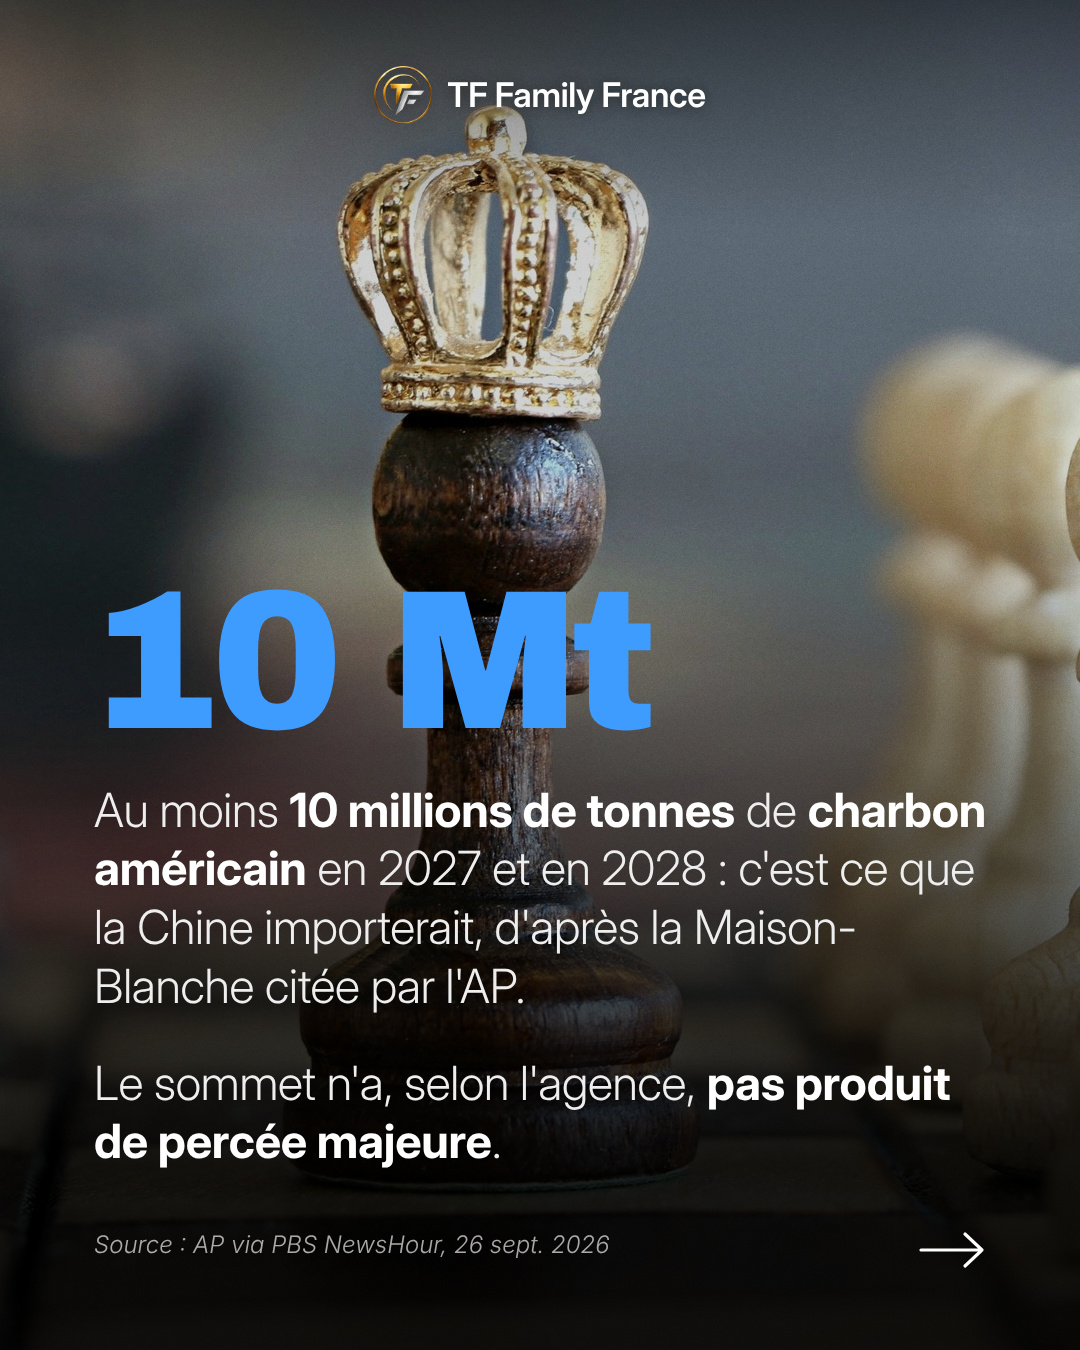 TF Family France
10 Mt
Au moins 10 millions de tonnes de charbon
américain en 2027 et en 2028 : c'est ce que
la Chine importerait, d'après la Maison-
Blanche citée par l'AP.
Le sommet n'a, selon l'agence, pas produit
de percée majeure.
Source : AP via PBS NewsHour, 26 sept. 2026